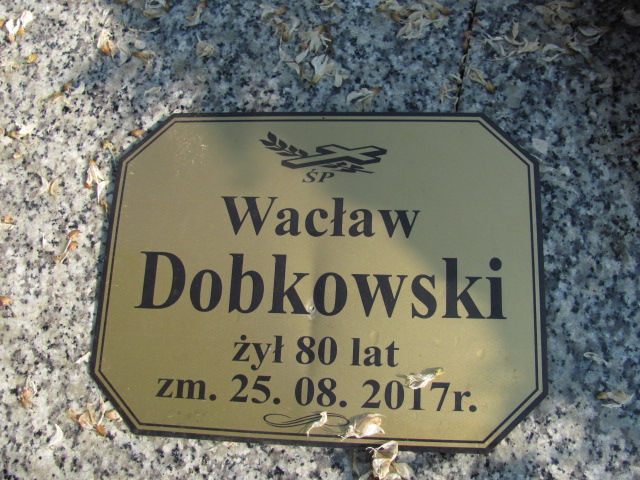 ŚP
Wacław
Dobkowski
żył 80 lat
zm. 25. 08. 2017r.